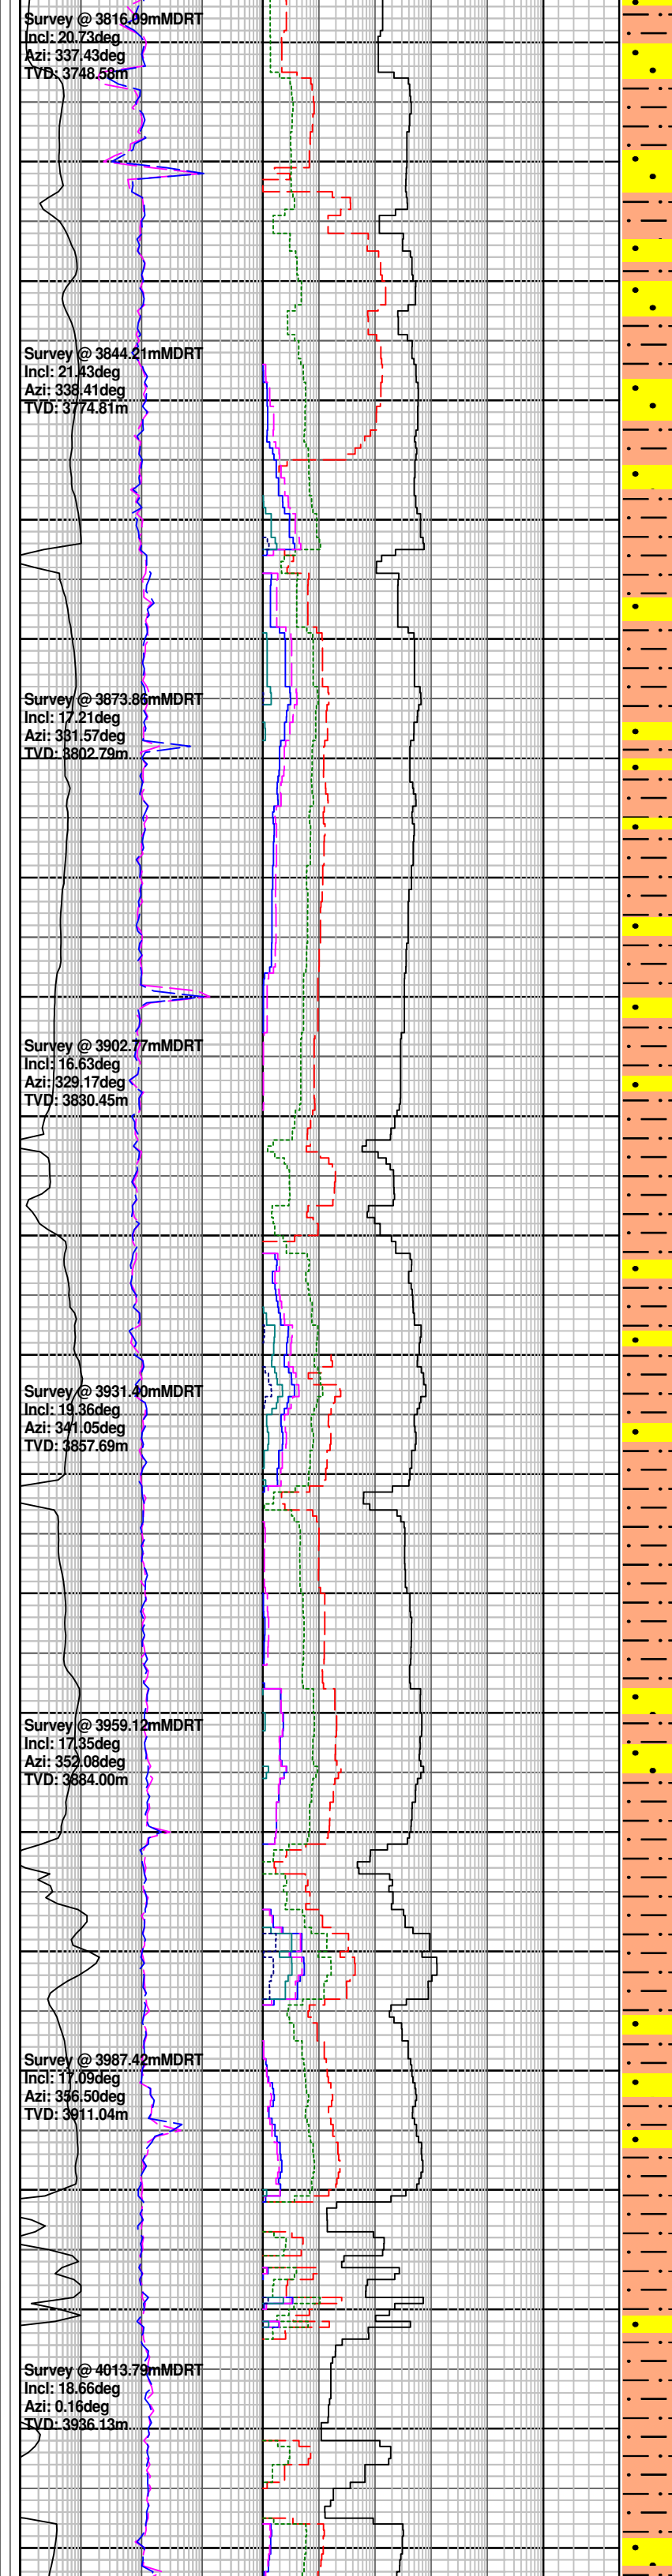 Survey @ 3816.09mMDRT
Incl: 20.73deg
Azi: 337.43deg
TVD: 3748.58m
Survey @ 3844.21mMDRT
Incl: 21.43deg
Azi: 338.41deg
TVD: 3774.81m
Survey @ 3873.86mMDRT
Incl: 17.21deg
Azi: 331.57deg
TVD: 3802.79m
Survey @ 3902.77mMDRT
Incl: 16.63deg
Azi: 329.17deg
TVD: 3830.45m
Survey @ 3931.40mMDRT
Incl: 19.36deg
Azi: 341.05deg
TVD: 3857.69m
Survey @ 3959.12mMDRT
Incl: 17.35deg
Azi: 352.08deg
TVD: 3884.00m
Survey @ 3987.42mMDRT
Incl: 17.09deg
Azi: 356.50deg
TVD: 3911.04m
Survey @ 4013.79mMDRT
Incl: 18.66deg
Azi: 0.16deg
TVD: 3936.13m